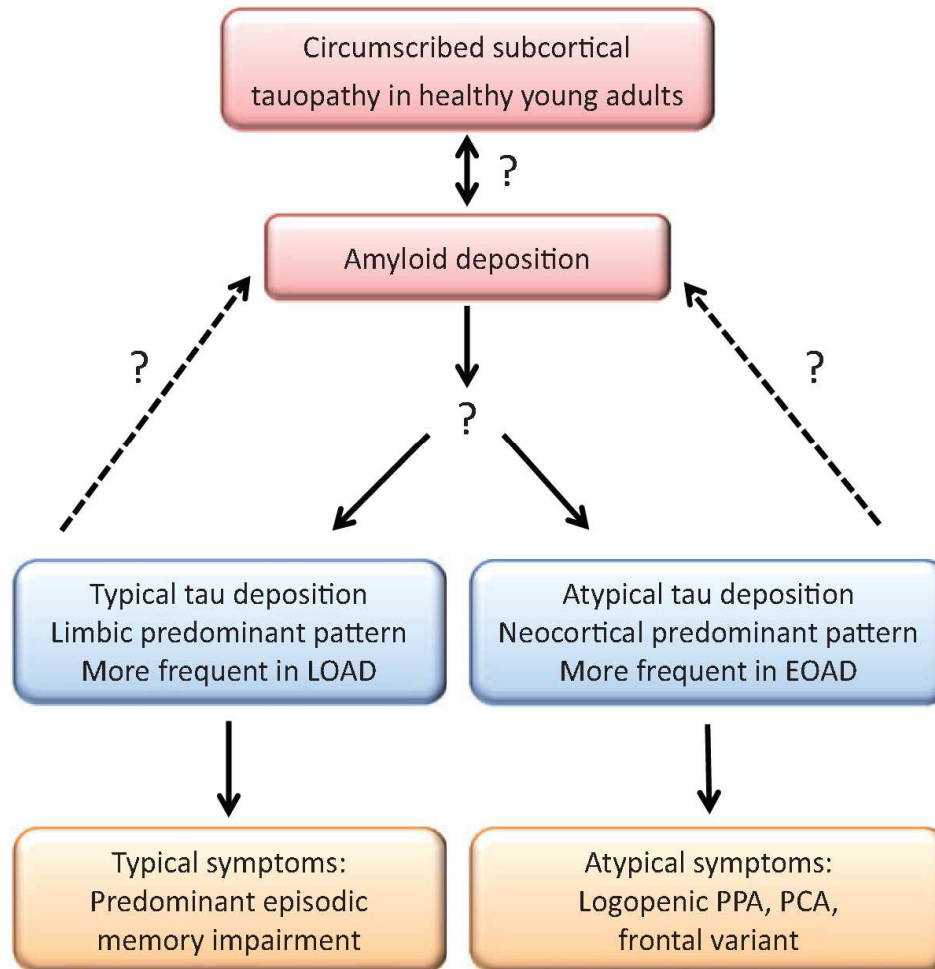 Circumscribed subcortical
tauopathy in healthy young adults
?
Amyloid deposition
?
?
?
Typical tau deposition
Limbic predominant pattern
More frequent in LOAD
Atypical tau deposition
Neocortical predominant pattern
More frequent in EOAD
Typical symptoms:
Predominant episodic
memory impairment
Atypical symptoms:
Logopenic PPA, PCA,
frontal variant